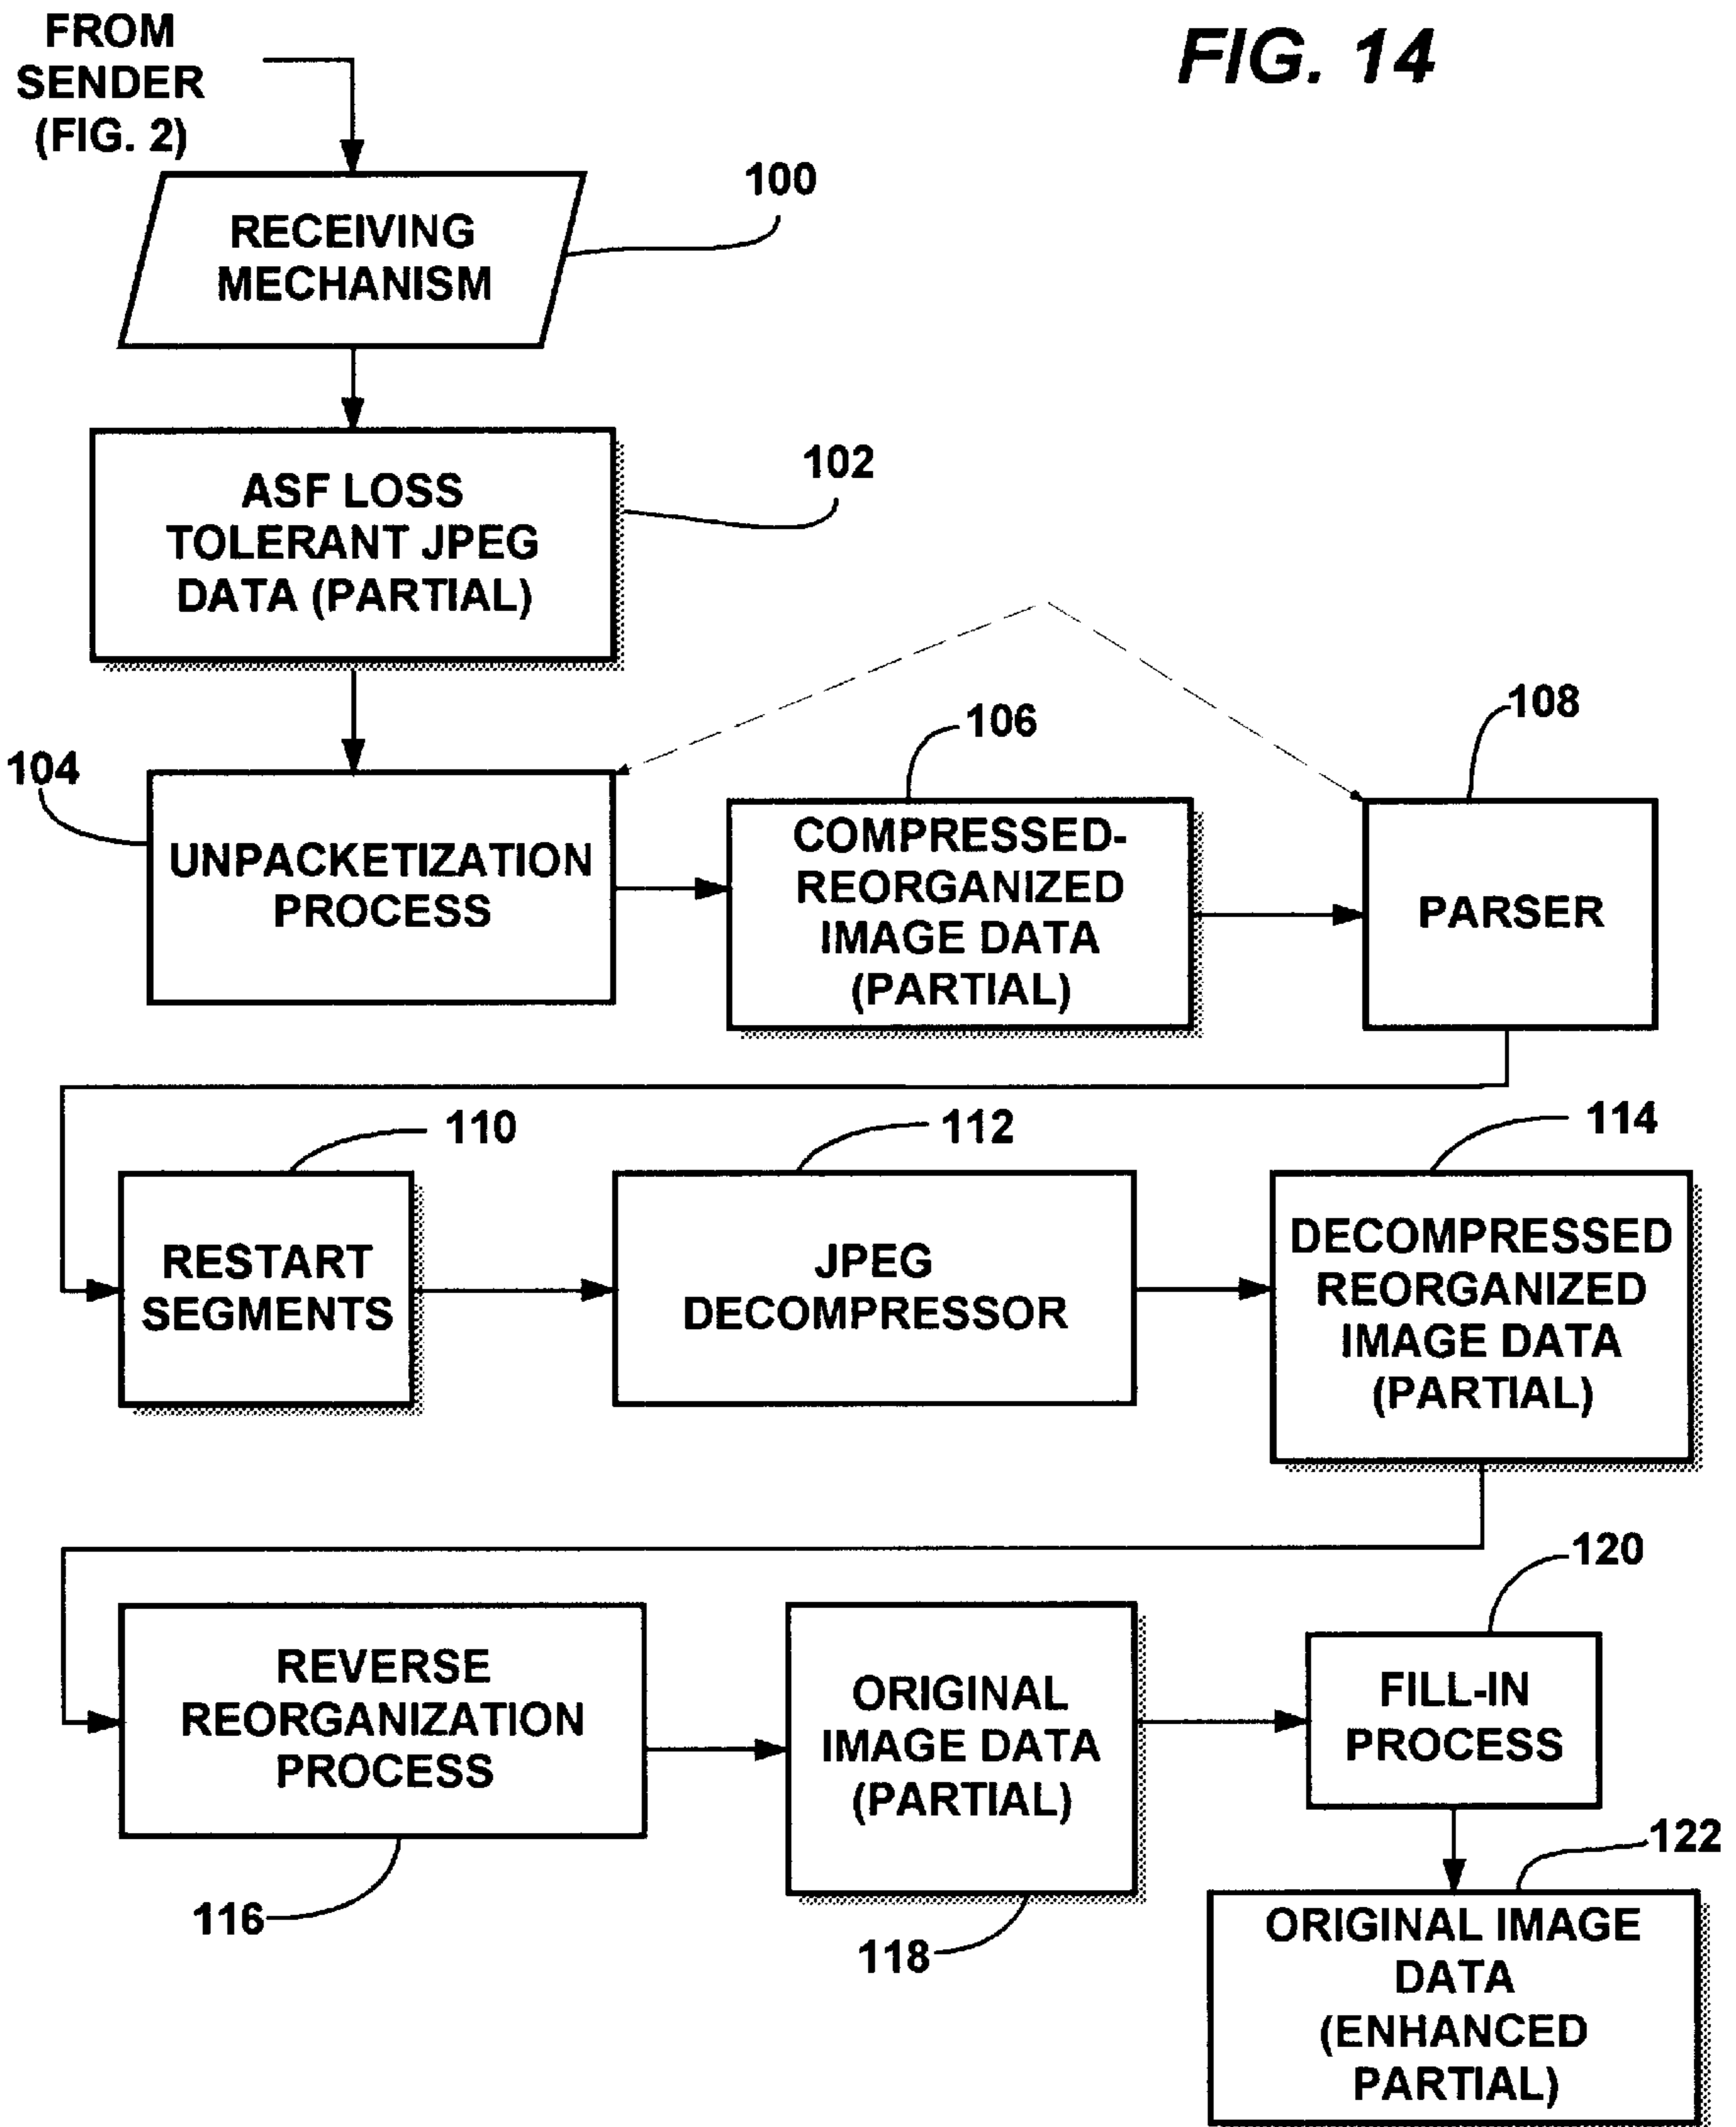 FROM
SENDER
(FIG. 2)
FIG. 14
100
RECEIVING
MECHANISM
102
ASF LOSS
TOLERANT JPEG
DATA (PARTIAL)
104
UNPACKETIZATION
PROCESS
106
COMPRESSED-
REORGANIZED
IMAGE DATA
(PARTIAL)
108
PARSER
110
RESTART
SEGMENTS
112
JPEG
DECOMPRESSOR
114
DECOMPRESSED
REORGANIZED
IMAGE DATA
(PARTIAL)
REVERSE
REORGANIZATION
PROCESS
116
ORIGINAL
IMAGE DATA
(PARTIAL)
118
120
FILL-IN
PROCESS
122
ORIGINAL IMAGE
DATA
(ENHANCED
PARTIAL)